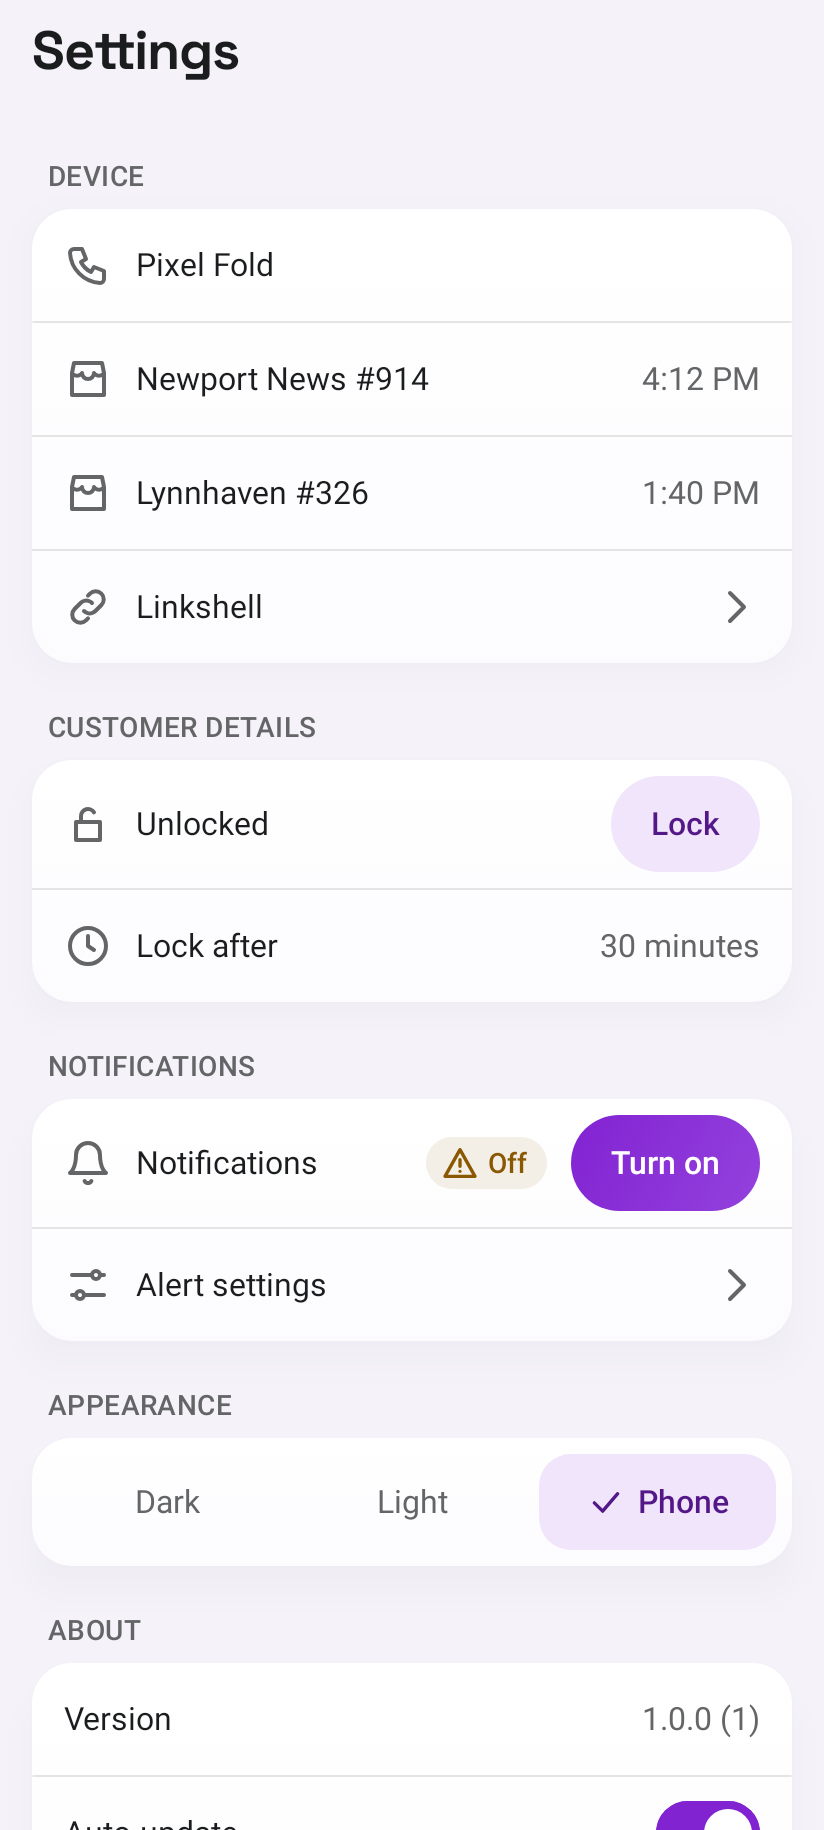 Settings
DEVICE
Pixel Fold
Newport News #914 4:12 PM
Lynnhaven #326 1:40 PM
Linkshell
CUSTOMER DETAILS
Unlocked Lock
Lock after 30 minutes
NOTIFICATIONS
Notifications Off Turn on
Alert settings
APPEARANCE
Dark Light Phone
ABOUT
Version 1.0.0 (1)
Auto-update